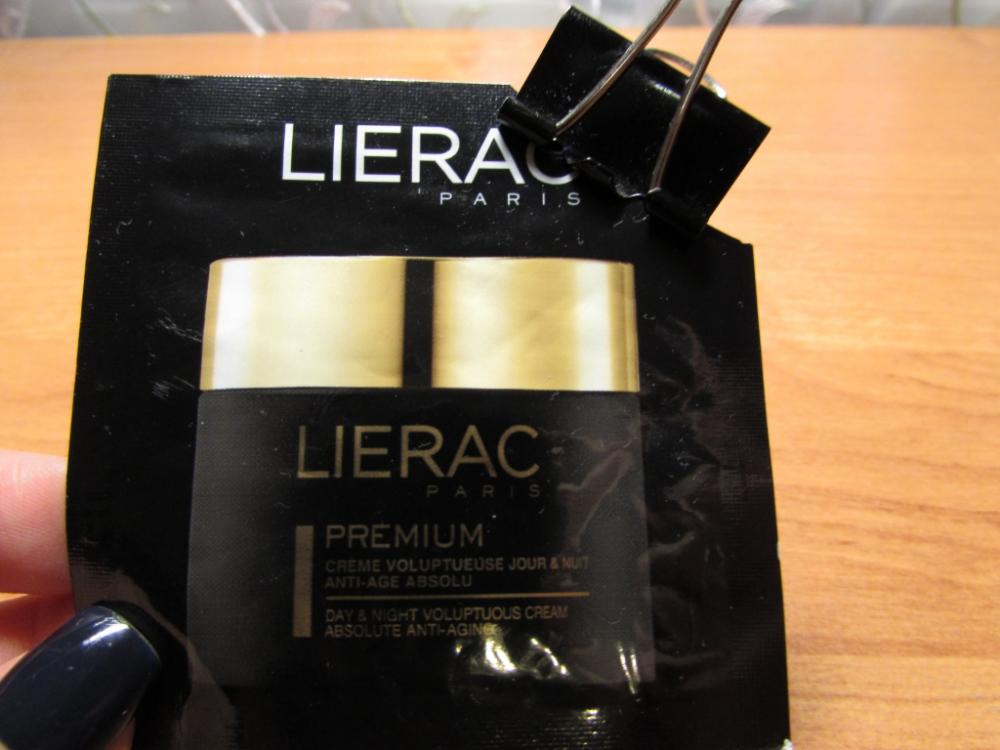 LIERAC
PARIS
LIERAC
PARIS
PREMIUM
CRÈME VOLUPTUEUSE JOUR & NUIT
ANTI-AGE ABSOLU
DAY & NIGHT VOLUPTUOUS CREAM
ABSOLUTE ANTI-AGING